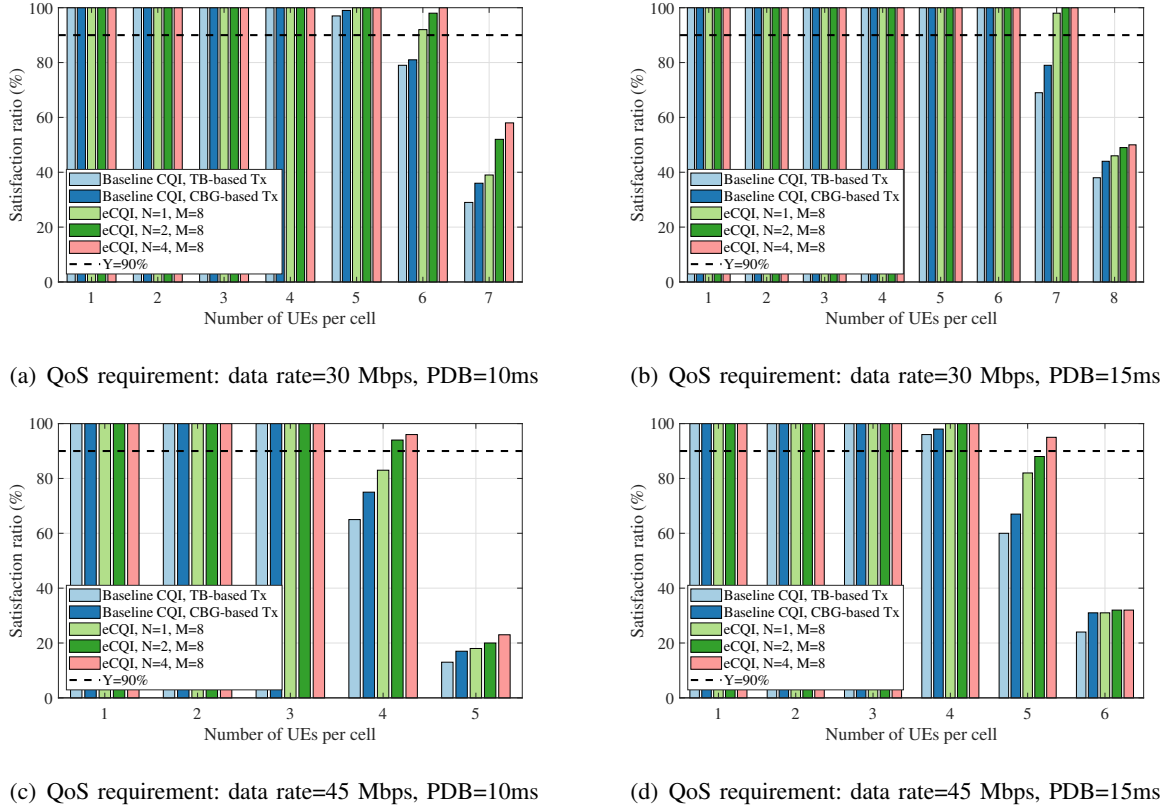 100
80
60
40
20
0
Satisfaction ratio (%)
Baseline CQI, TB-based Tx
Baseline CQI, CBG-based Tx
eCQI, N=1, M=8
eCQI, N=2, M=8
eCQI, N=4, M=8
Y=90%
1 2 3 4 5 6 7
Number of UEs per cell
(a) QoS requirement: data rate=30 Mbps, PDB=10ms
100
80
60
40
20
0
Satisfaction ratio (%)
Baseline CQI, TB-based Tx
Baseline CQI, CBG-based Tx
eCQI, N=1, M=8
eCQI, N=2, M=8
eCQI, N=4, M=8
Y=90%
1 2 3 4 5 6 7 8
Number of UEs per cell
(b) QoS requirement: data rate=30 Mbps, PDB=15ms
100
80
60
40
20
0
Satisfaction ratio (%)
Baseline CQI, TB-based Tx
Baseline CQI, CBG-based Tx
eCQI, N=1, M=8
eCQI, N=2, M=8
eCQI, N=4, M=8
Y=90%
1 2 3 4 5
Number of UEs per cell
(c) QoS requirement: data rate=45 Mbps, PDB=10ms
100
80
60
40
20
0
Satisfaction ratio (%)
Baseline CQI, TB-based Tx
Baseline CQI, CBG-based Tx
eCQI, N=1, M=8
eCQI, N=2, M=8
eCQI, N=4, M=8
Y=90%
1 2 3 4 5 6
Number of UEs per cell
(d) QoS requirement: data rate=45 Mbps, PDB=15ms